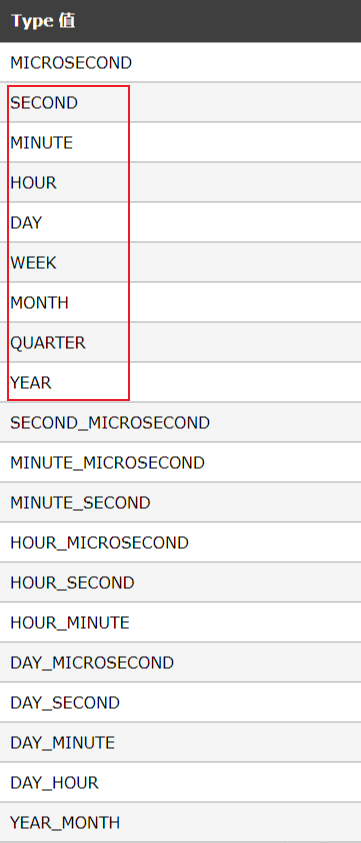 Type 值
MICROSECOND
SECOND
MINUTE
HOUR
DAY
WEEK
MONTH
QUARTER
YEAR
SECOND_MICROSECOND
MINUTE_MICROSECOND
MINUTE_SECOND
HOUR_MICROSECOND
HOUR_SECOND
HOUR_MINUTE
DAY_MICROSECOND
DAY_SECOND
DAY_MINUTE
DAY_HOUR
YEAR_MONTH